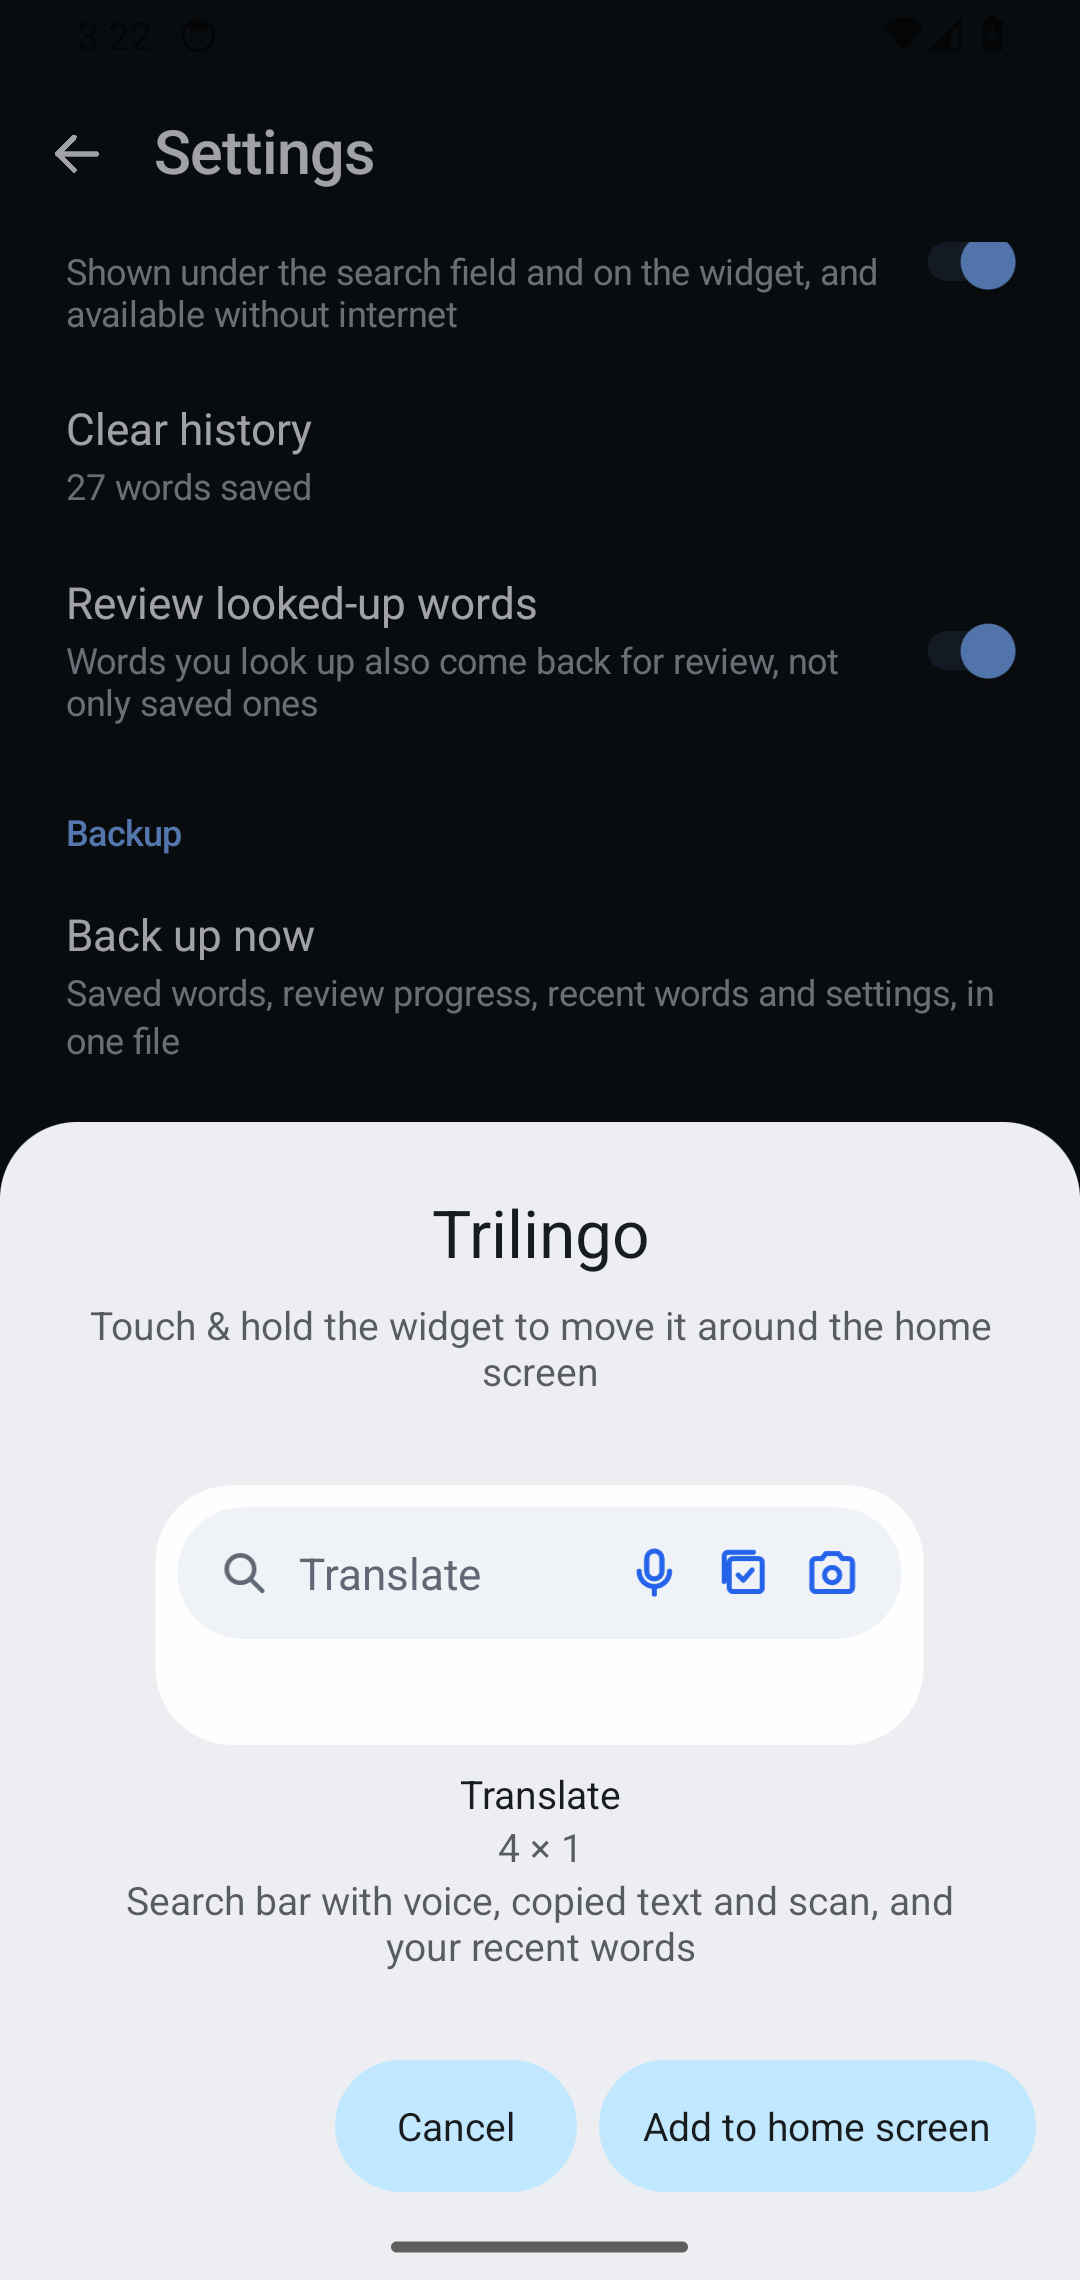 3:22
Settings
Shown under the search field and on the widget, and
available without internet
Clear history
27 words saved
Review looked-up words
Words you look up also come back for review, not
only saved ones
Backup
Back up now
Saved words, review progress, recent words and settings, in
one file
Trilingo
Touch & hold the widget to move it around the home
screen
Translate
Translate
4 × 1
Search bar with voice, copied text and scan, and
your recent words
Cancel
Add to home screen